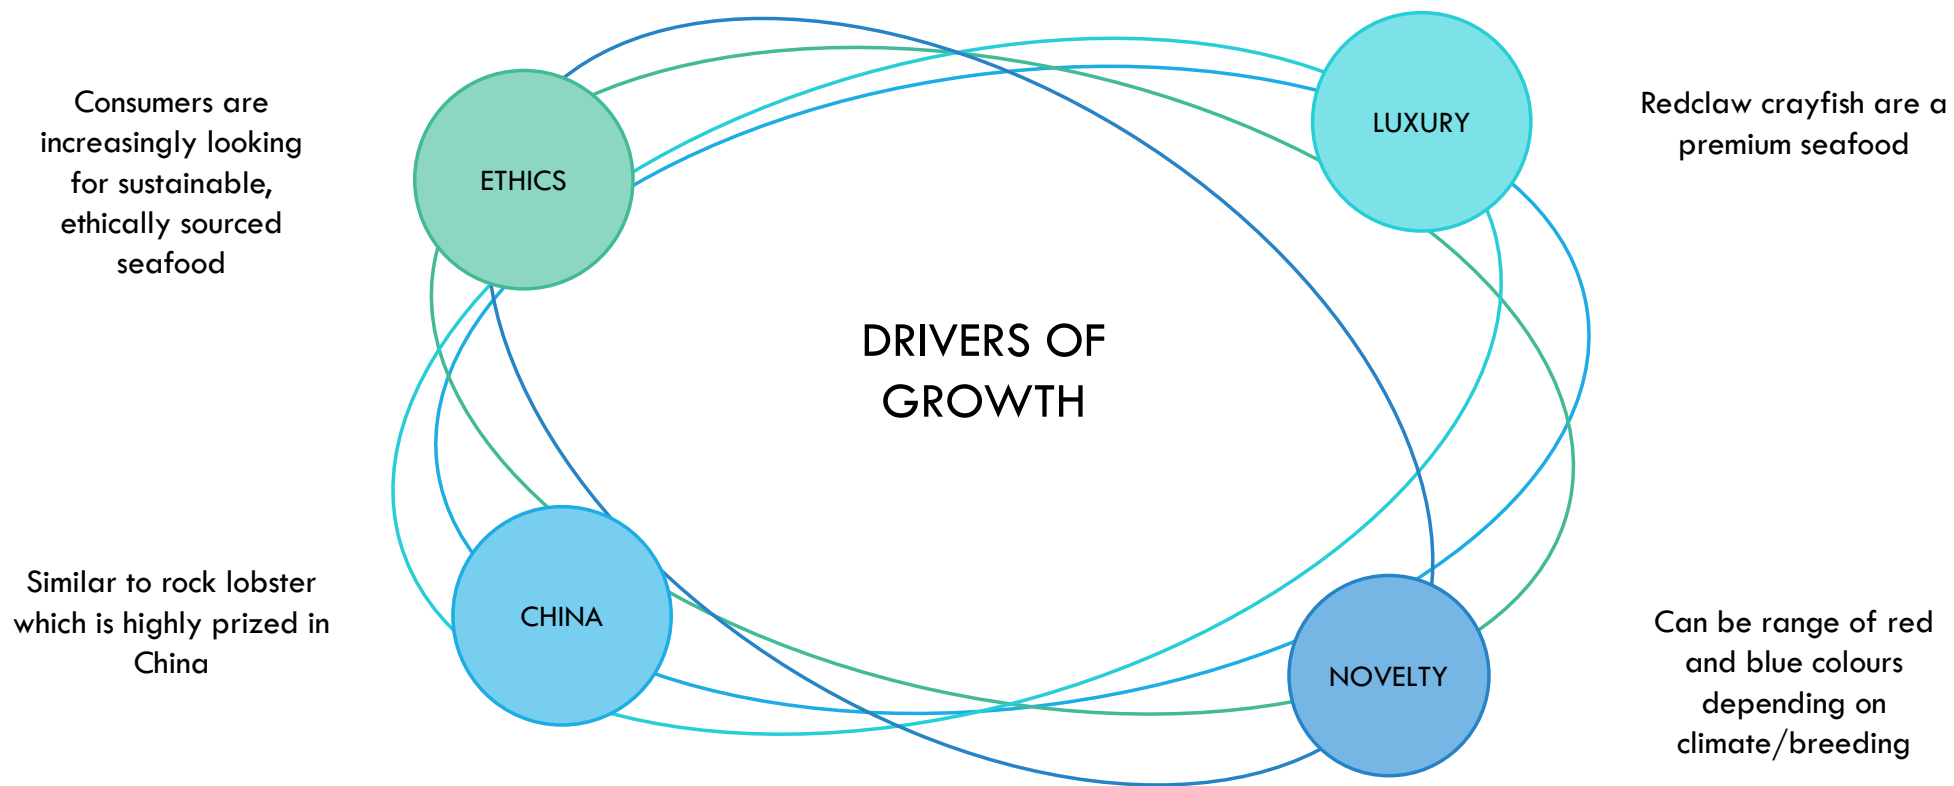 Consumers are
increasingly looking
for sustainable,
ethically sourced
seafood
ETHICS
LUXURY
Redclaw crayfish are a
premium seafood
DRIVERS OF
GROWTH
Similar to rock lobster
which is highly prized in
China
CHINA
NOVELTY
Can be range of red
and blue colours
depending on
climate/breeding